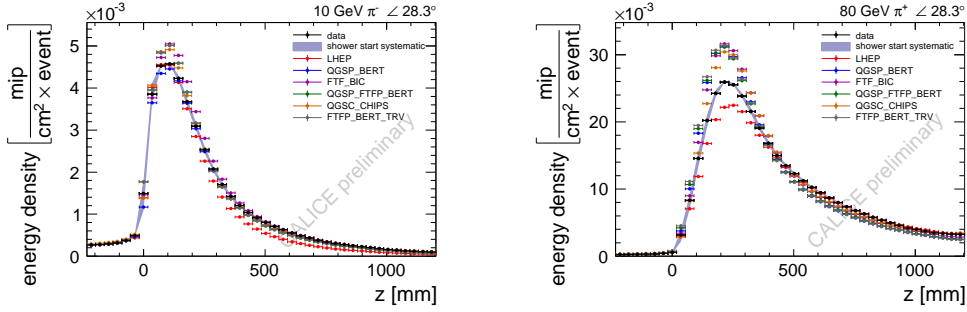 ×10⁻³
10 GeV π⁻ ∠ 28.3°
energy density [mip / cm² × event]
5
4
3
2
1
0
data
shower start systematic
LHEP
QGSP_BERT
FTF_BIC
QGSP_FTFP_BERT
QGSC_CHIPS
FTFP_BERT_TRV
CALICE preliminary
0
500
1000
z [mm]
×10⁻³
80 GeV π⁺ ∠ 28.3°
energy density [mip / cm² × event]
30
20
10
0
data
shower start systematic
LHEP
QGSP_BERT
FTF_BIC
QGSP_FTFP_BERT
QGSC_CHIPS
FTFP_BERT_TRV
CALICE preliminary
0
500
1000
z [mm]